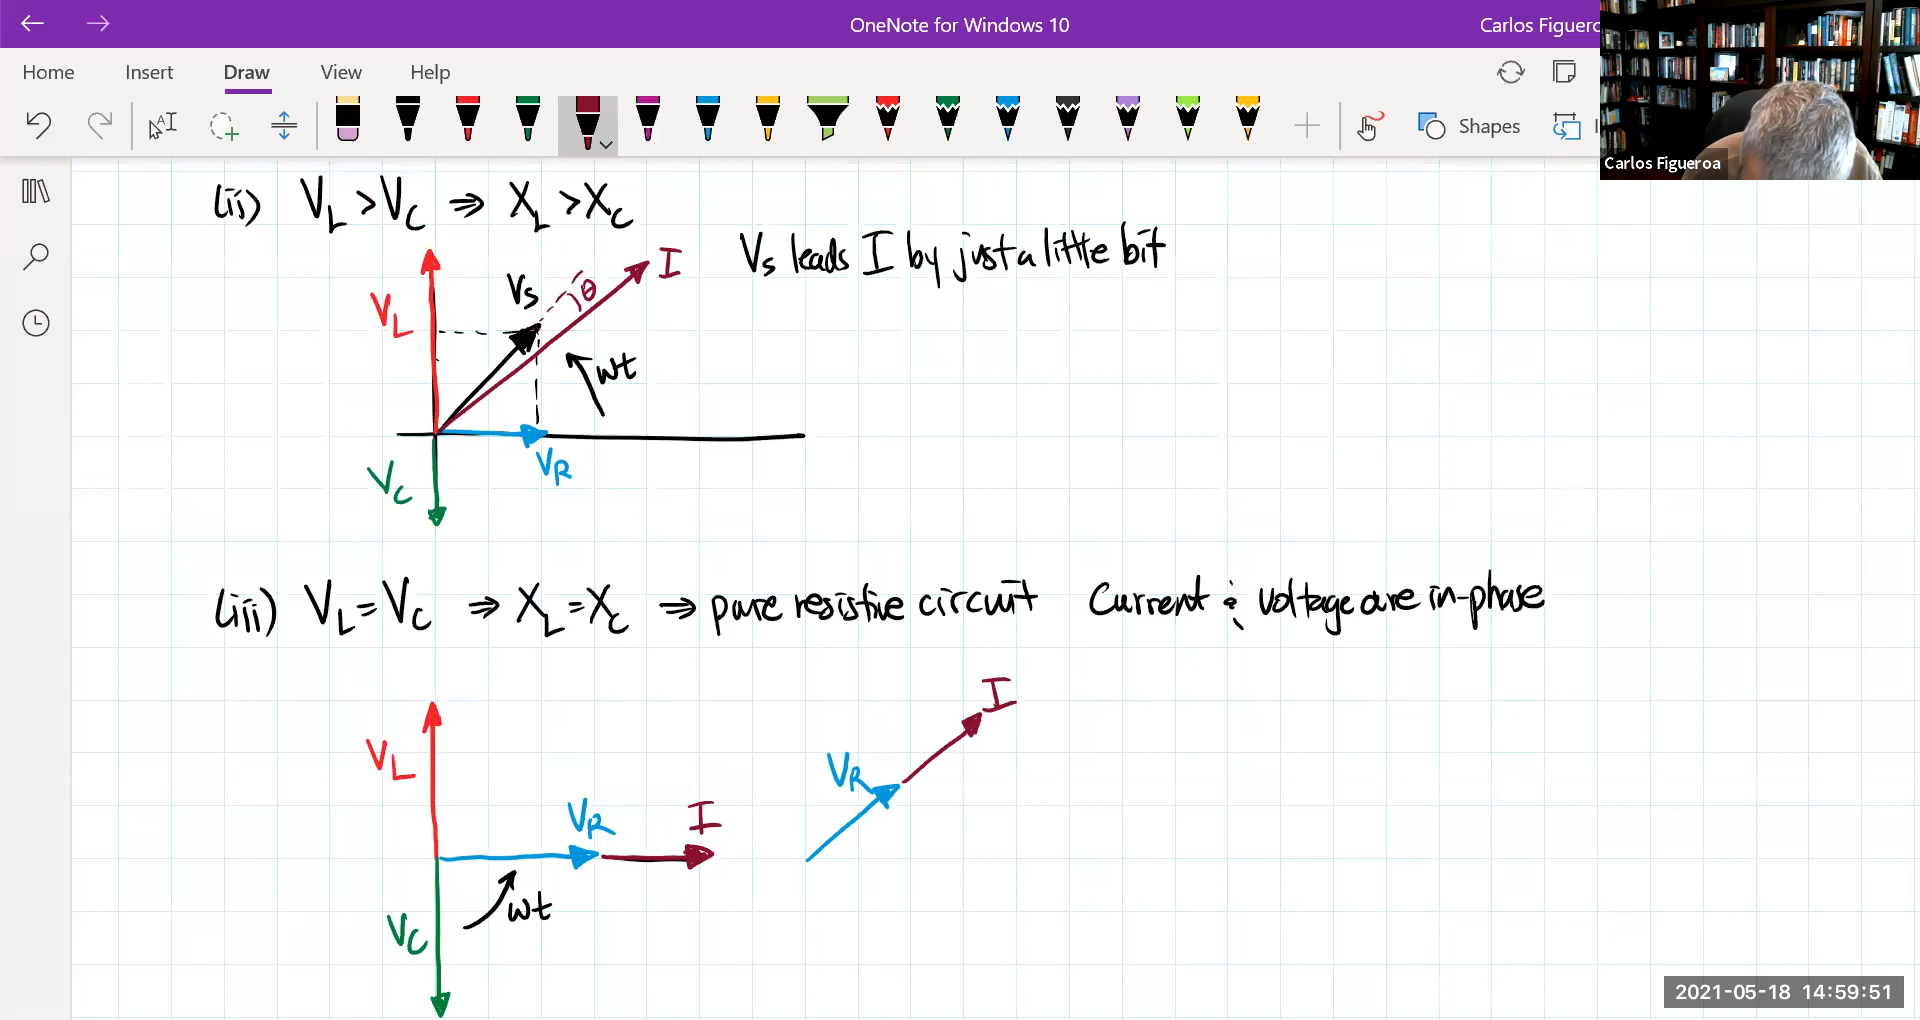 OneNote for Windows 10
Carlos Figuero
Home Insert Draw View Help
Shapes
Carlos Figueroa
(ii) VL > VC ⇒ XL > XC
Vs leads I by just a little bit
I
θ
Vs
VL
wt
VR
VC
(iii) VL = VC ⇒ XL = XC ⇒ pure resistive circuit Current & voltage are in-phase
I
VL
VR
VR
I
wt
VC
2021-05-18 14:59:51